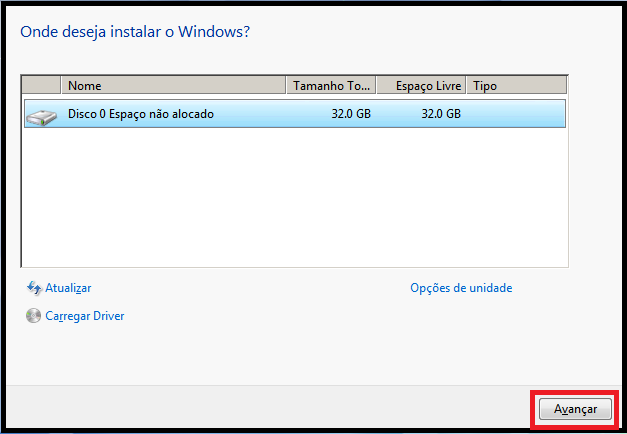 Onde deseja instalar o Windows?
Nome Tamanho To... Espaço Livre Tipo
Disco 0 Espaço não alocado 32.0 GB 32.0 GB
Atualizar Opções de unidade
Carregar Driver
Avançar